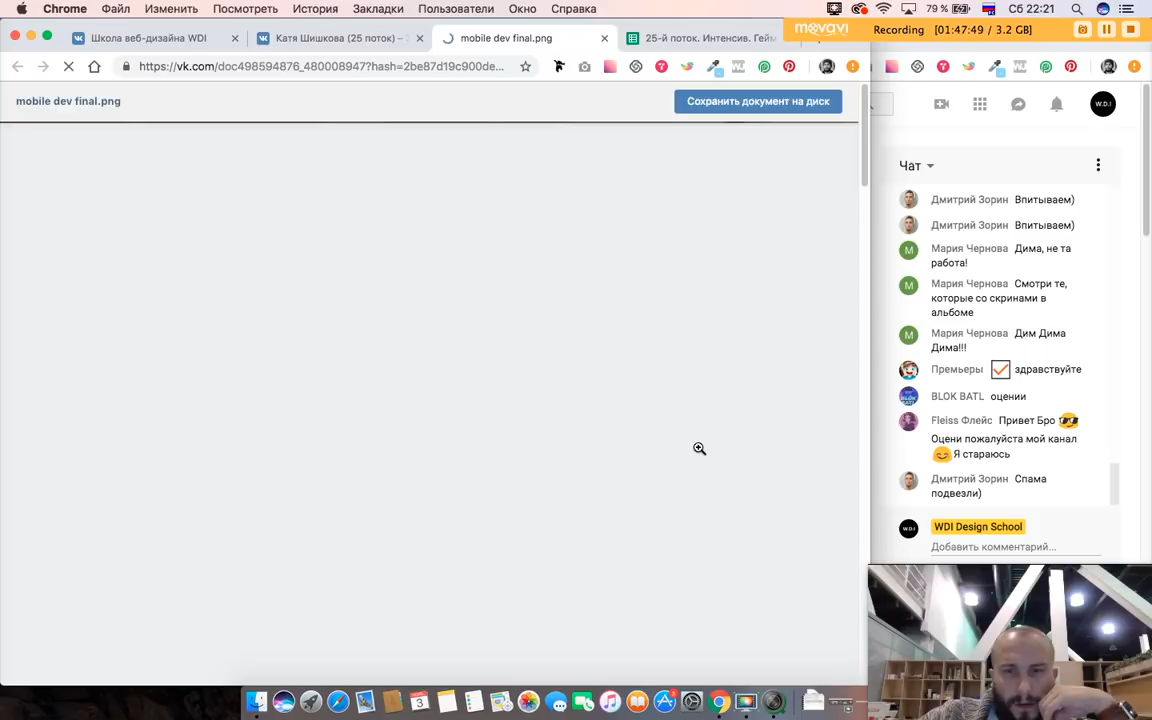 Chrome Файл Изменить Посмотреть История Закладки Пользователи Окно Справка
79 % Сб 22:21
Школа веб-дизайна WDI
Катя Шишкова (25 поток) –
mobile dev final.png
25-й поток. Интенсив. Гейм
movavi
Recording [01:47:49 / 3.2 GB]
https://vk.com/doc498594876_480008947?hash=2be87d19c900de...
mobile dev final.png
Сохранить документ на диск
W.D.I
Чат
Дмитрий Зорин Впитываем)
Дмитрий Зорин Впитываем)
М Мария Чернова Дима, не та
работа!
М Мария Чернова Смотри те,
которые со скринами в
альбоме
М Мария Чернова Дим Дима
Дима!!!
Премьеры здравствуйте
BLOK BATL оцении
Fleiss Флейс Привет Бро
Оцени пожалуйста мой канал
Я стараюсь
Дмитрий Зорин Спама
подвезли)
WDI Design School
Добавить комментарий...
3